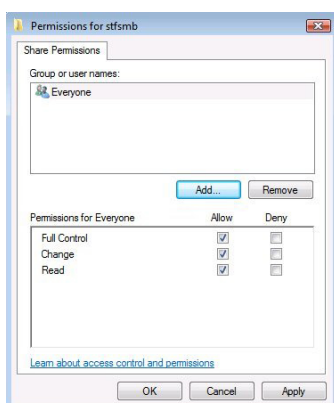 Permissions for stfsmb
Share Permissions
Group or user names:
Everyone
Add... Remove
Permissions for Everyone Allow Deny
Full Control
Change
Read
Learn about access control and permissions
OK Cancel Apply